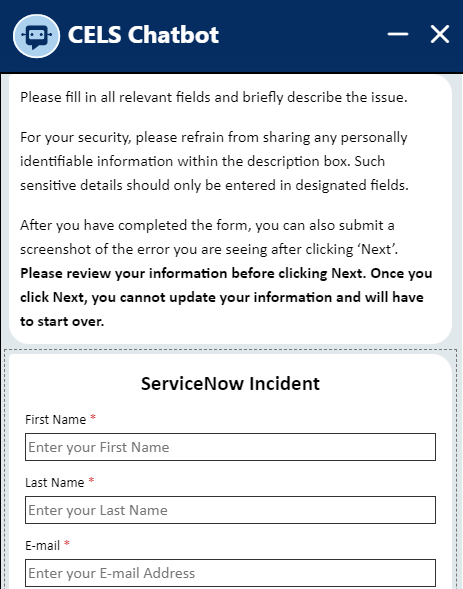 CELS Chatbot
Please fill in all relevant fields and briefly describe the issue.
For your security, please refrain from sharing any personally
identifiable information within the description box. Such
sensitive details should only be entered in designated fields.
After you have completed the form, you can also submit a
screenshot of the error you are seeing after clicking ‘Next’.
Please review your information before clicking Next. Once you
click Next, you cannot update your information and will have
to start over.
ServiceNow Incident
First Name *
Enter your First Name
Last Name *
Enter your Last Name
E-mail *
Enter your E-mail Address